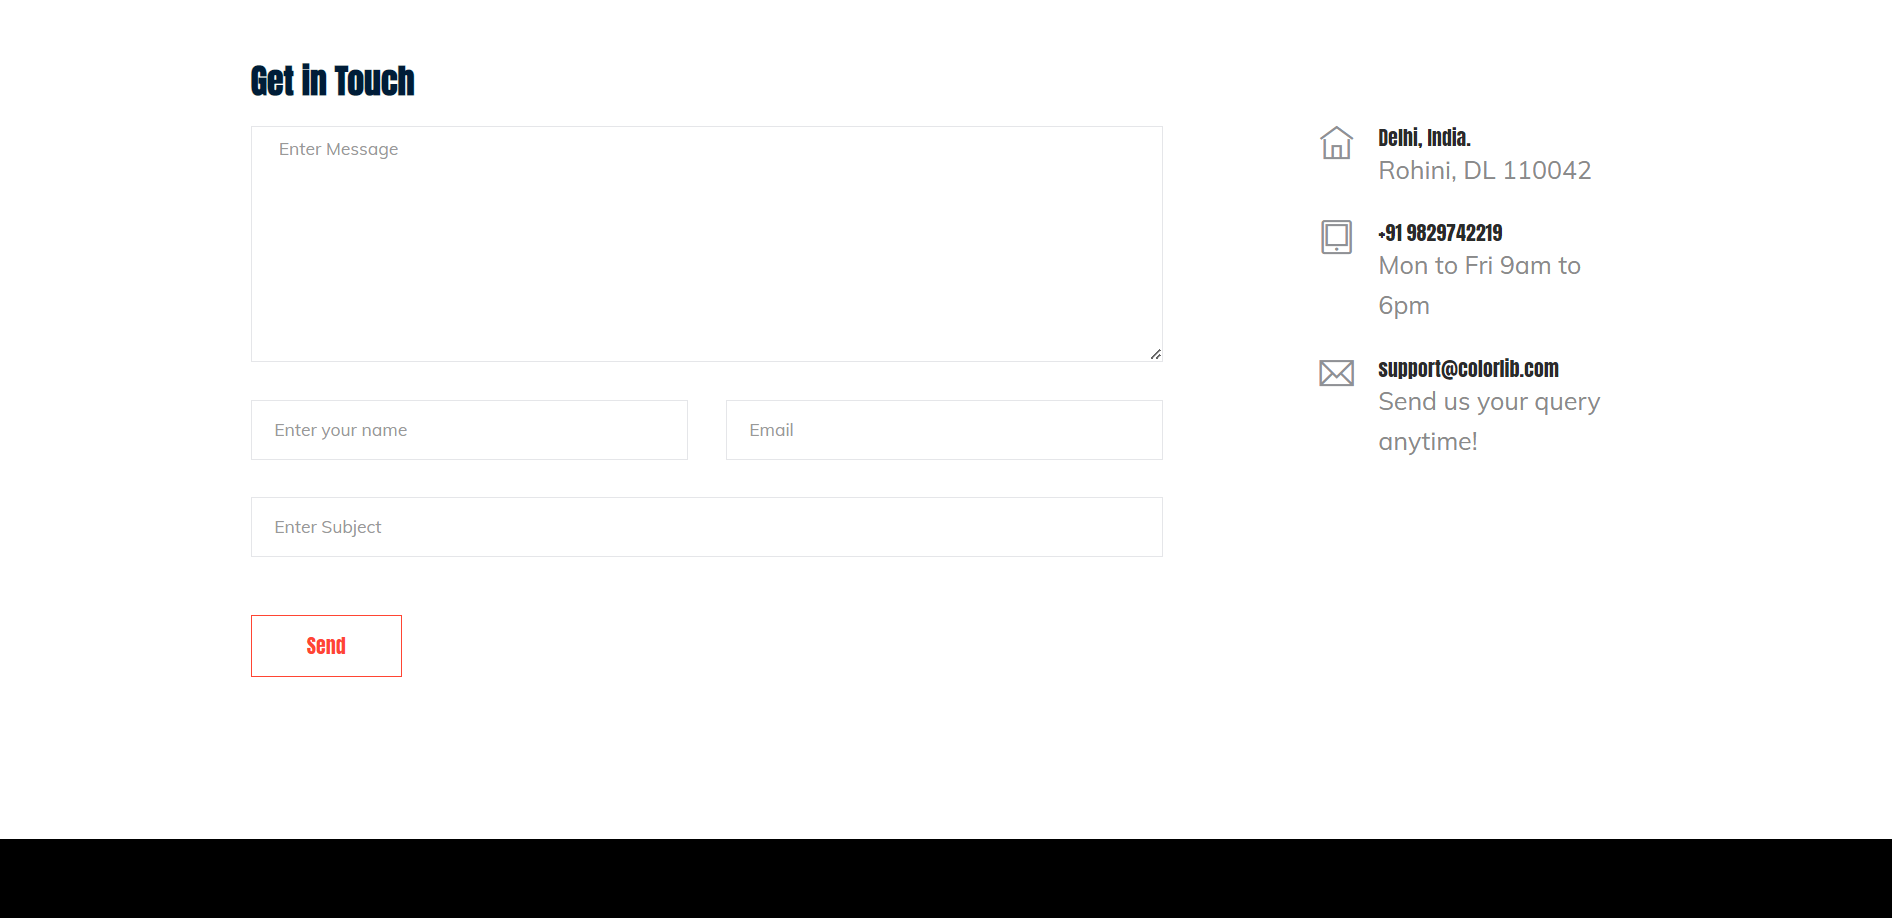 Get in Touch
Enter Message
Enter your name
Email
Enter Subject
Send
Delhi, India.
Rohini, DL 110042
+91 9829742219
Mon to Fri 9am to
6pm
support@colorlib.com
Send us your query
anytime!